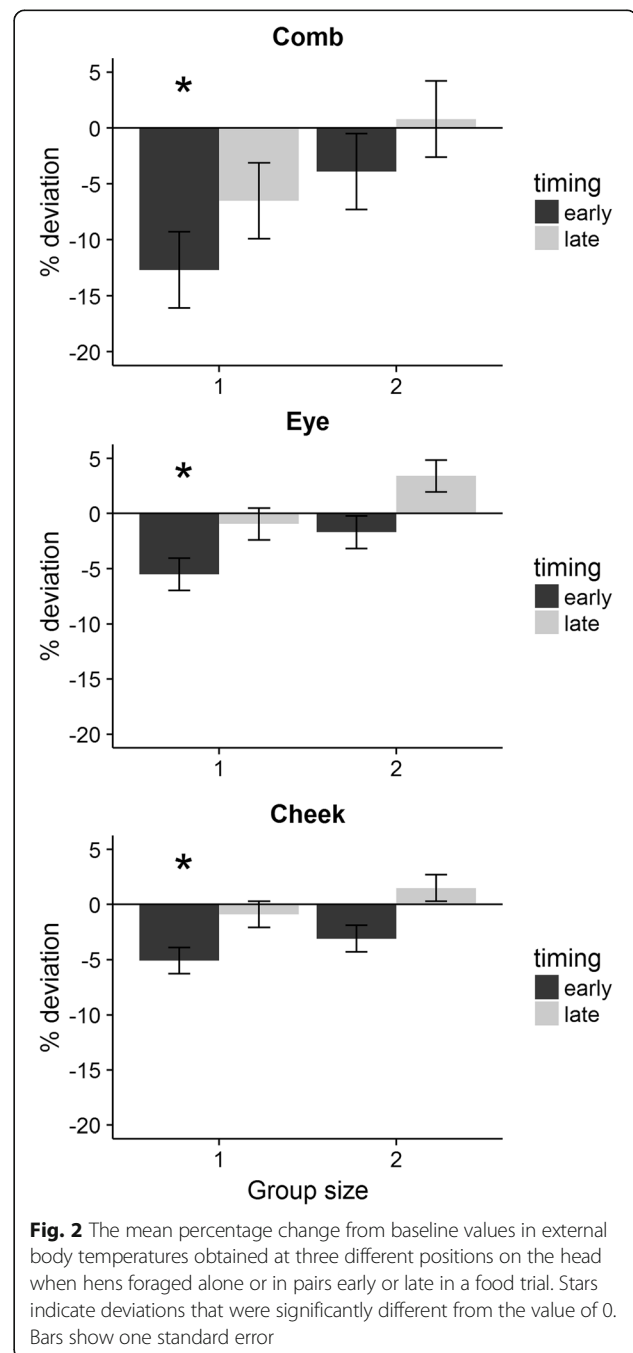 Comb
*
5
0
-5
-10
-15
-20
% deviation
1
2
timing
early
late
Eye
*
5
0
-5
-10
-15
-20
% deviation
1
2
timing
early
late
Cheek
*
5
0
-5
-10
-15
-20
% deviation
1
2
timing
early
late
Group size
Fig. 2 The mean percentage change from baseline values in external
body temperatures obtained at three different positions on the head
when hens foraged alone or in pairs early or late in a food trial. Stars
indicate deviations that were significantly different from the value of 0.
Bars show one standard error